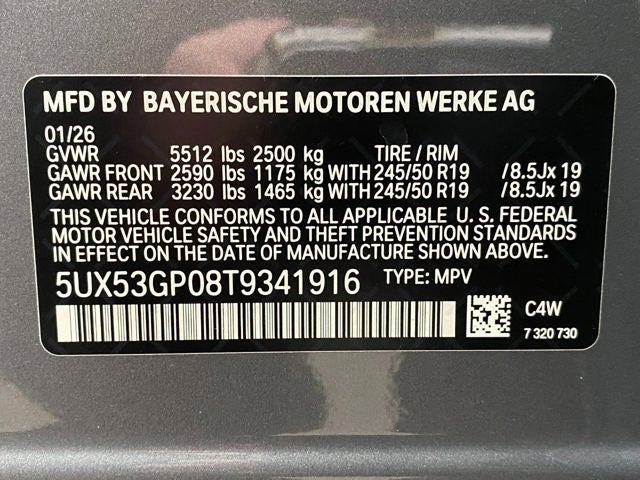 MFD BY BAYERISCHE MOTOREN WERKE AG
01/26
GVWR 5512 lbs 2500 kg TIRE / RIM
GAWR FRONT 2590 lbs 1175 kg WITH 245/50 R19 /8.5Jx 19
GAWR REAR 3230 lbs 1465 kg WITH 245/50 R19 /8.5Jx 19
THIS VEHICLE CONFORMS TO ALL APPLICABLE U. S. FEDERAL
MOTOR VEHICLE SAFETY AND THEFT PREVENTION STANDARDS
IN EFFECT ON THE DATE OF MANUFACTURE SHOWN ABOVE.
5UX53GP08T9341916 TYPE: MPV
C4W
7 320 730